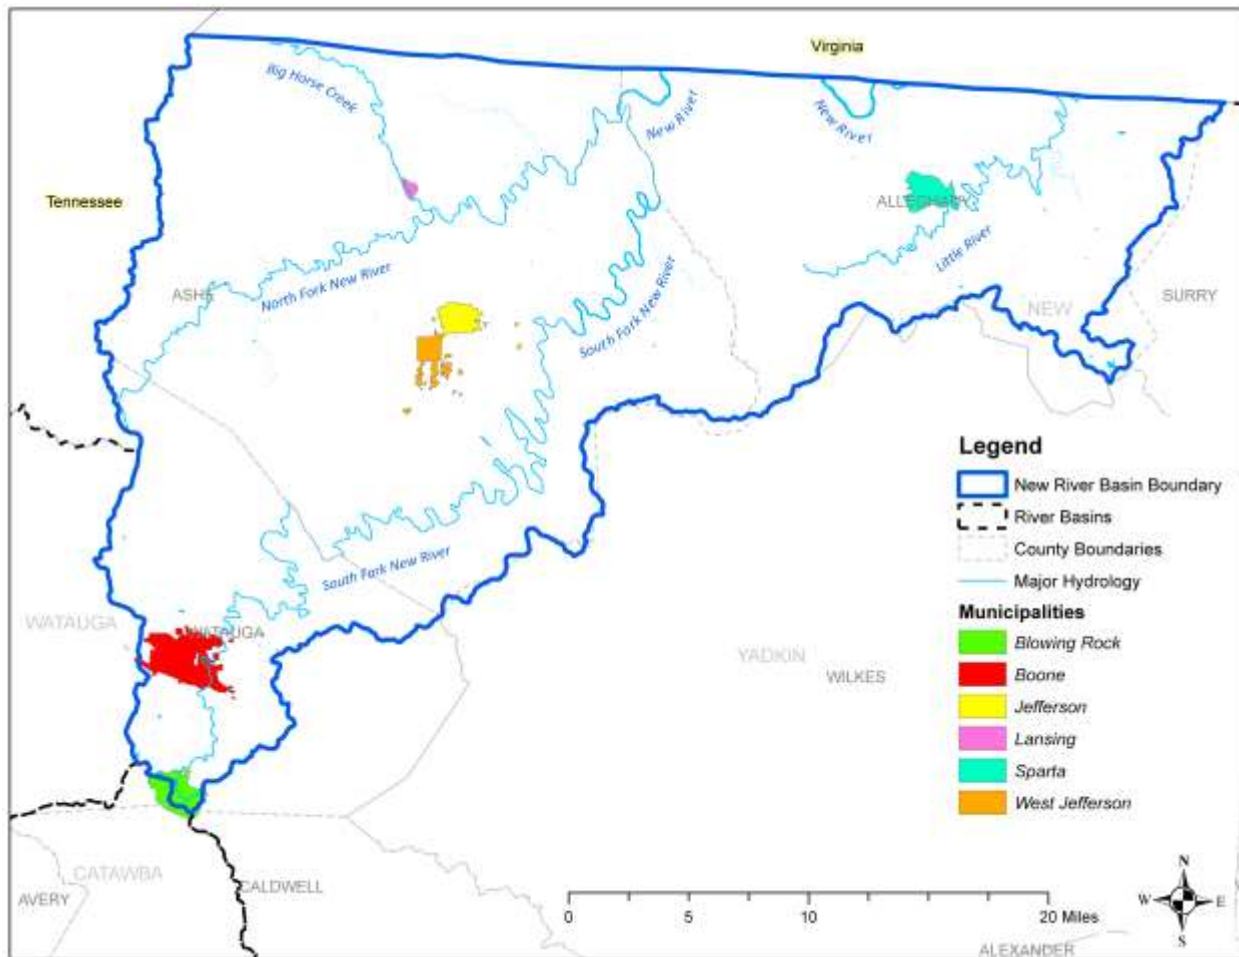 Virginia
Big Horse Creek
New River
New River
Tennessee
ALLEGHANY
Little River
North Fork New River
ASHE
South Fork New River
NEW
SURRY
Legend
New River Basin Boundary
River Basins
County Boundaries
Major Hydrology
South Fork New River
Municipalities
WATAUGA
WATAUGA
Blowing Rock
YADKIN
WILKES
Boone
Jefferson
Lansing
Sparta
West Jefferson
CATAWBA
CALDWELL
AVERY
N
W
E
S
0
5
10
20 Miles
ALEXANDER